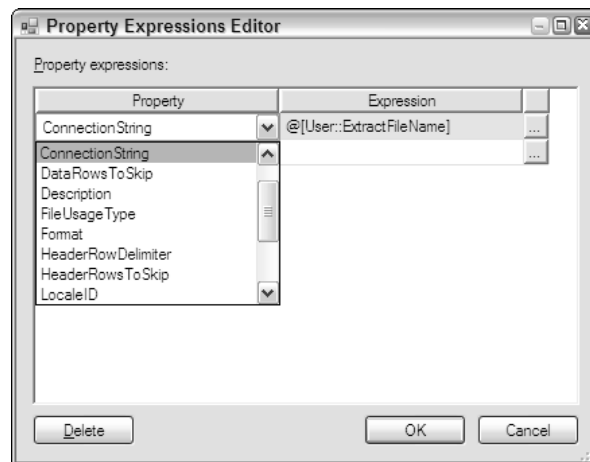 Property Expressions Editor
Property expressions:
Property Expression
ConnectionString @[User::ExtractFileName] ...
ConnectionString ...
DataRowsToSkip
Description
FileUsageType
Format
HeaderRowDelimiter
HeaderRowsToSkip
LocaleID
Delete OK Cancel